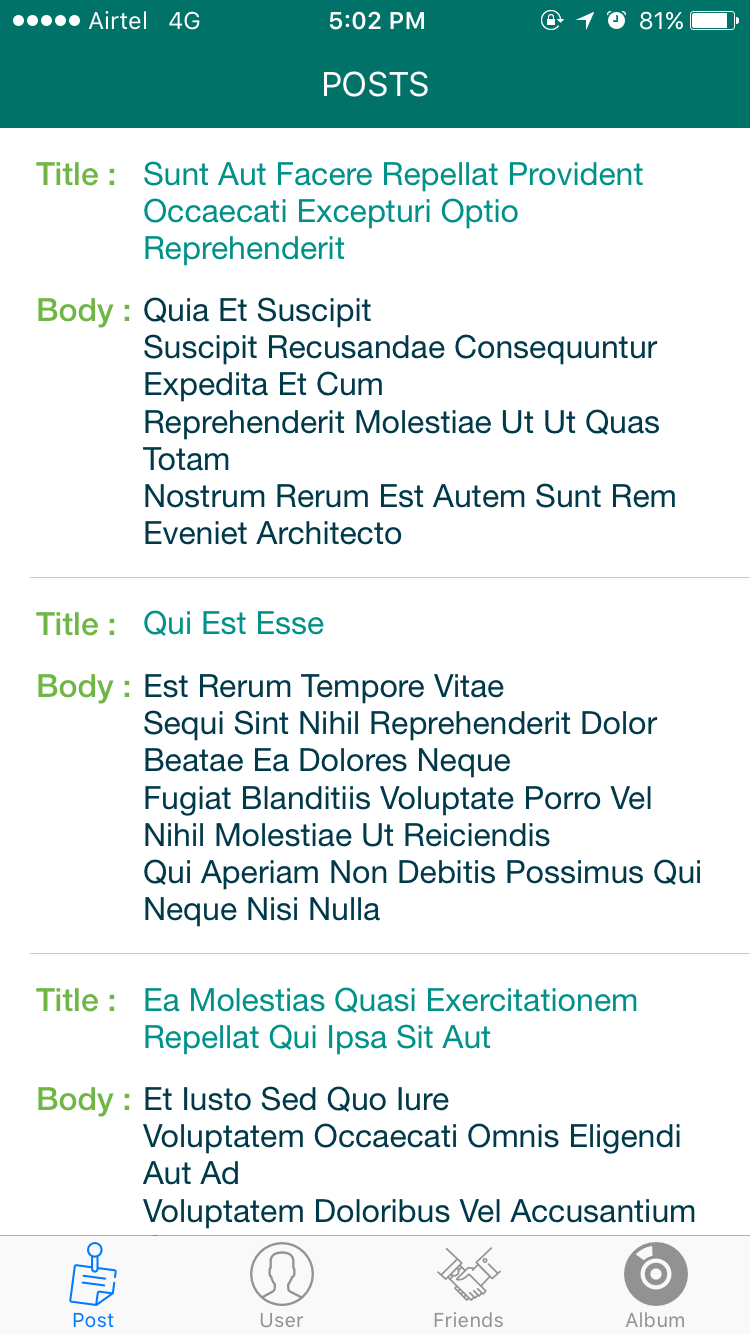 Airtel 4G 5:02 PM 81%
POSTS
Title : Sunt Aut Facere Repellat Provident
Occaecati Excepturi Optio
Reprehenderit
Body : Quia Et Suscipit
Suscipit Recusandae Consequuntur
Expedita Et Cum
Reprehenderit Molestiae Ut Ut Quas
Totam
Nostrum Rerum Est Autem Sunt Rem
Eveniet Architecto
Title : Qui Est Esse
Body : Est Rerum Tempore Vitae
Sequi Sint Nihil Reprehenderit Dolor
Beatae Ea Dolores Neque
Fugiat Blanditiis Voluptate Porro Vel
Nihil Molestiae Ut Reiciendis
Qui Aperiam Non Debitis Possimus Qui
Neque Nisi Nulla
Title : Ea Molestias Quasi Exercitationem
Repellat Qui Ipsa Sit Aut
Body : Et Iusto Sed Quo Iure
Voluptatem Occaecati Omnis Eligendi
Aut Ad
Voluptatem Doloribus Vel Accusantium
Post User Friends Album